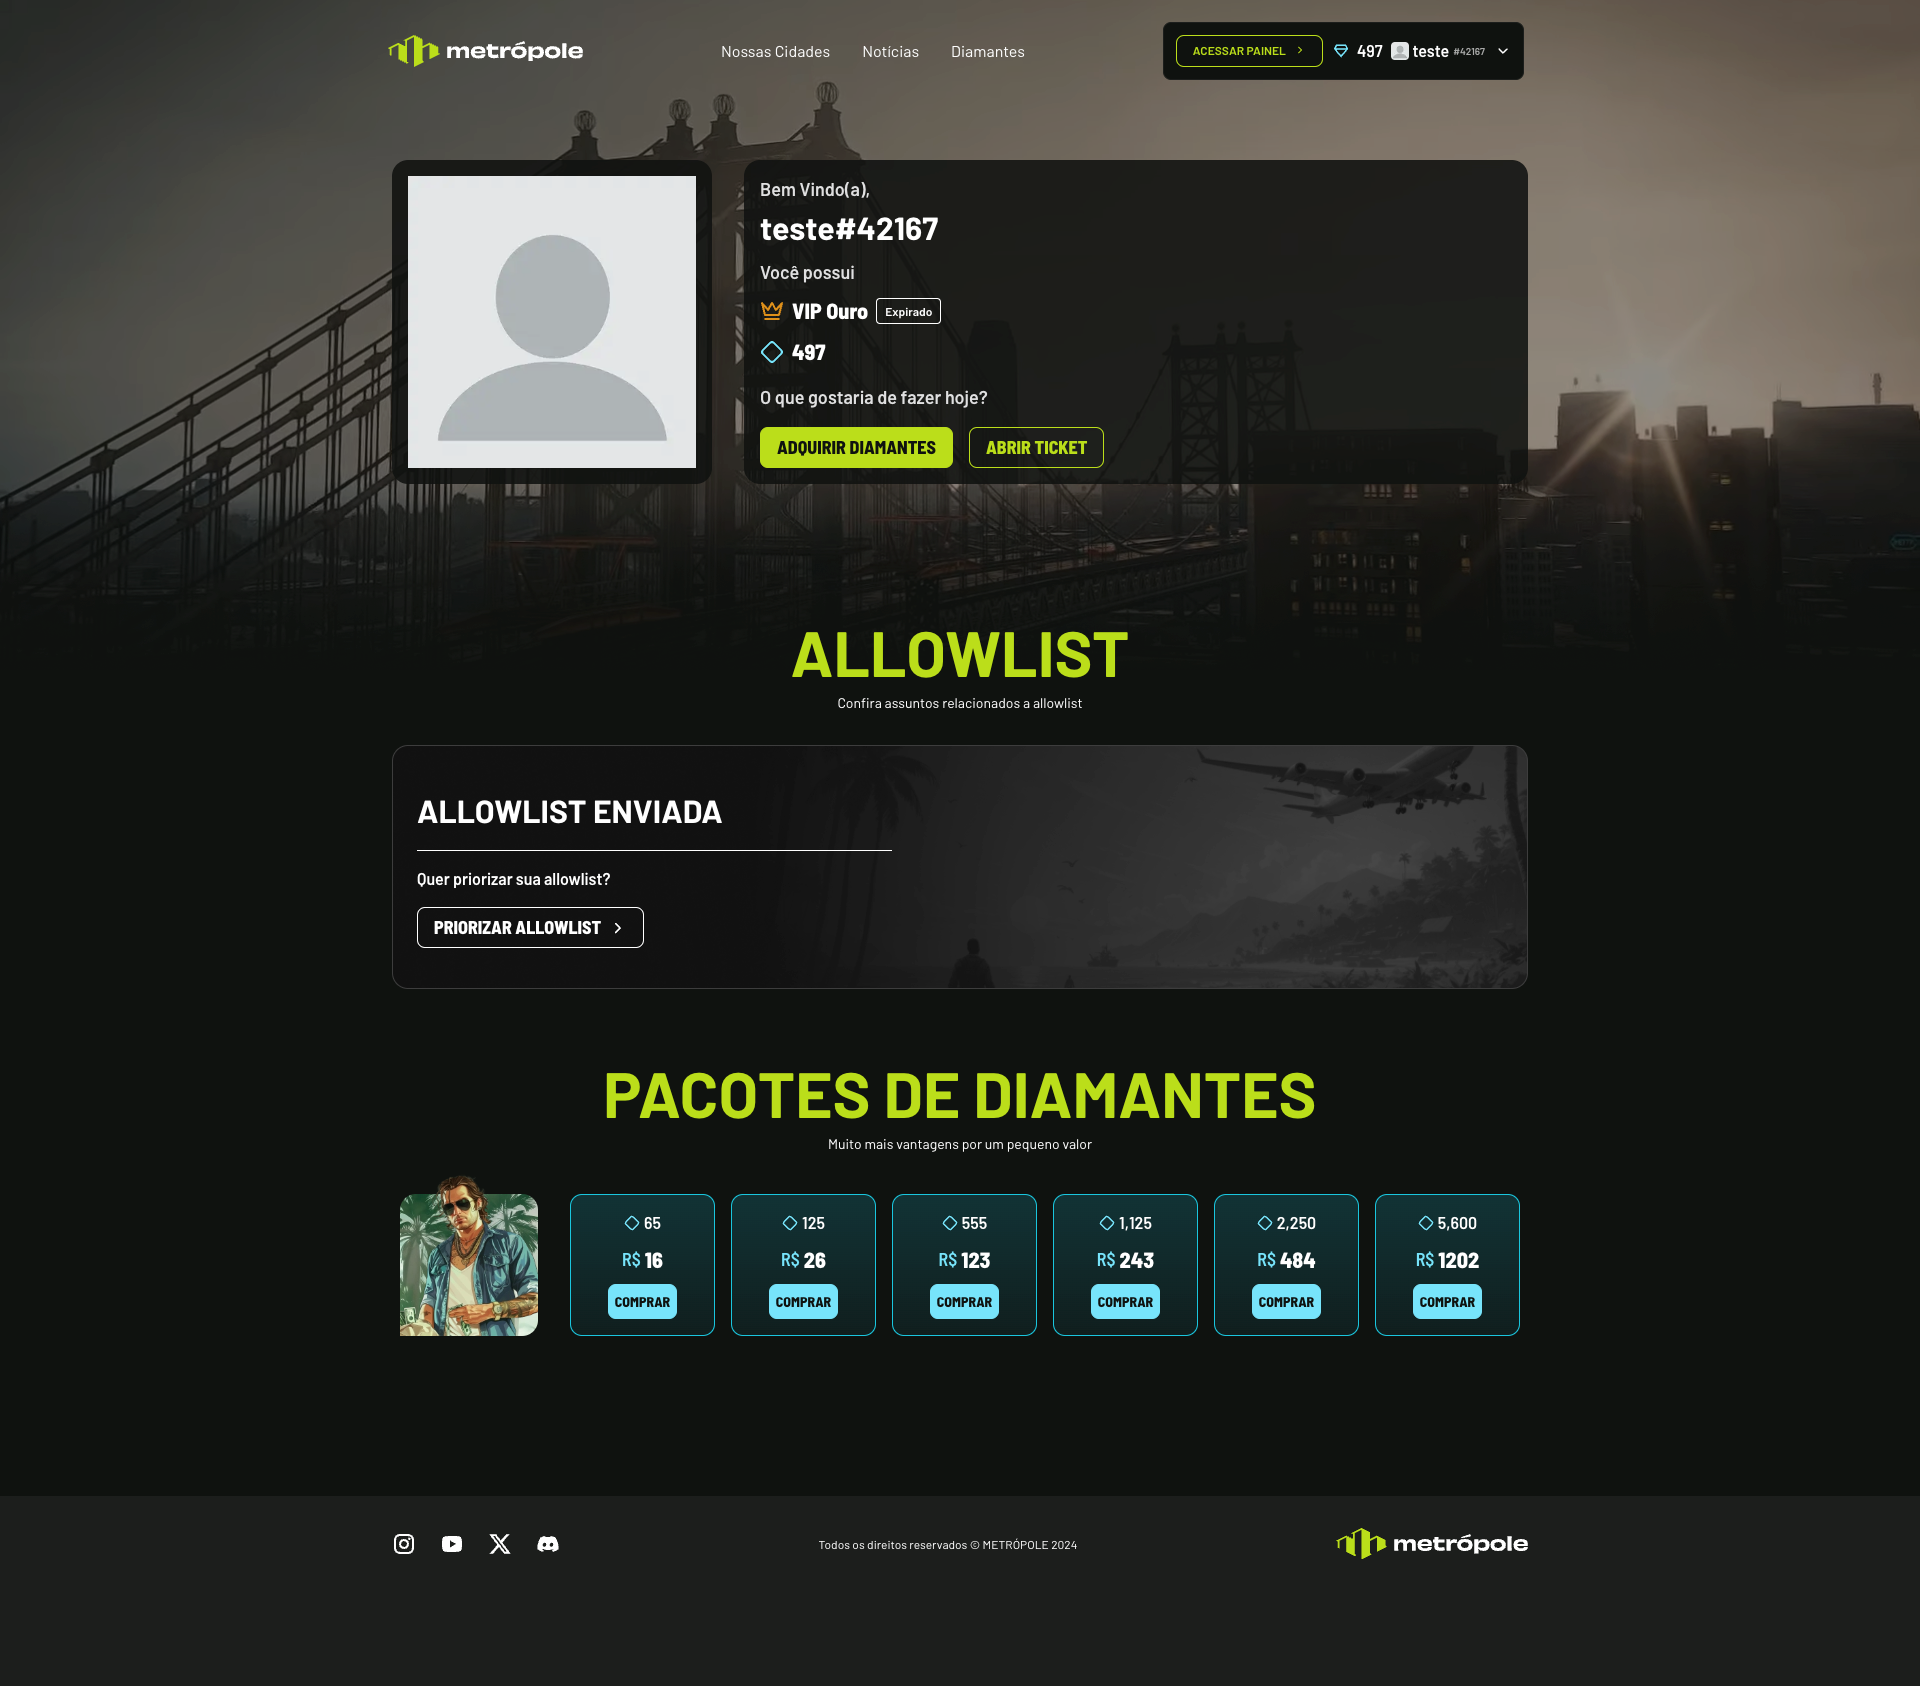 metrópole
Nossas Cidades
Notícias
Diamantes
ACESSAR PAINEL
497
teste #42167
Bem Vindo(a),
teste#42167
Você possui
VIP Ouro Expirado
497
O que gostaria de fazer hoje?
ADQUIRIR DIAMANTES
ABRIR TICKET
ALLOWLIST
Confira assuntos relacionados a allowlist
ALLOWLIST ENVIADA
Quer priorizar sua allowlist?
PRIORIZAR ALLOWLIST
PACOTES DE DIAMANTES
Muito mais vantagens por um pequeno valor
65
R$ 16
COMPRAR
125
R$ 26
COMPRAR
555
R$ 123
COMPRAR
1,125
R$ 243
COMPRAR
2,250
R$ 484
COMPRAR
5,600
R$ 1202
COMPRAR
Todos os direitos reservados © METRÓPOLE 2024
metrópole